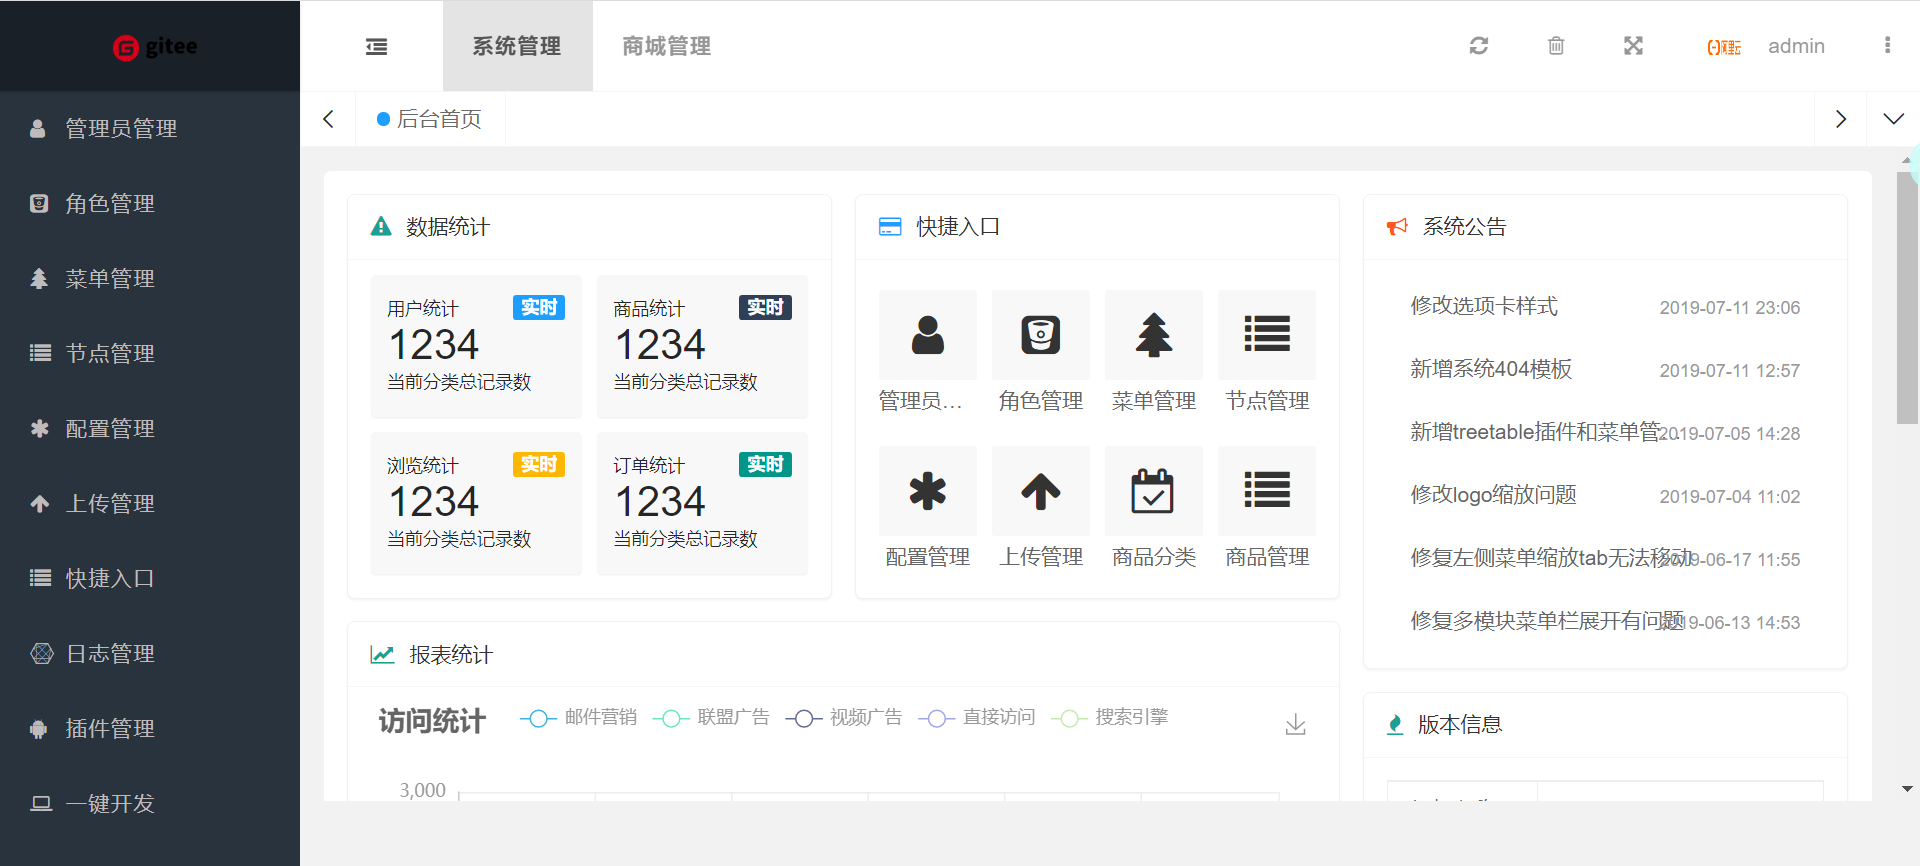 gitee
系统管理
商城管理
admin
后台首页
管理员管理
角色管理
菜单管理
节点管理
配置管理
上传管理
快捷入口
日志管理
插件管理
一键开发
数据统计
用户统计 实时
1234
当前分类总记录数
商品统计 实时
1234
当前分类总记录数
浏览统计 实时
1234
当前分类总记录数
订单统计 实时
1234
当前分类总记录数
快捷入口
管理员...
角色管理
菜单管理
节点管理
配置管理
上传管理
商品分类
商品管理
系统公告
修改选项卡样式 2019-07-11 23:06
新增系统404模板 2019-07-11 12:57
新增treetable插件和菜单管... 2019-07-05 14:28
修改logo缩放问题 2019-07-04 11:02
修复左侧菜单缩放tab无法移动 2019-06-17 11:55
修复多模块菜单栏展开有问题 2019-06-13 14:53
报表统计
访问统计
邮件营销
联盟广告
视频广告
直接访问
搜索引擎
3,000
版本信息